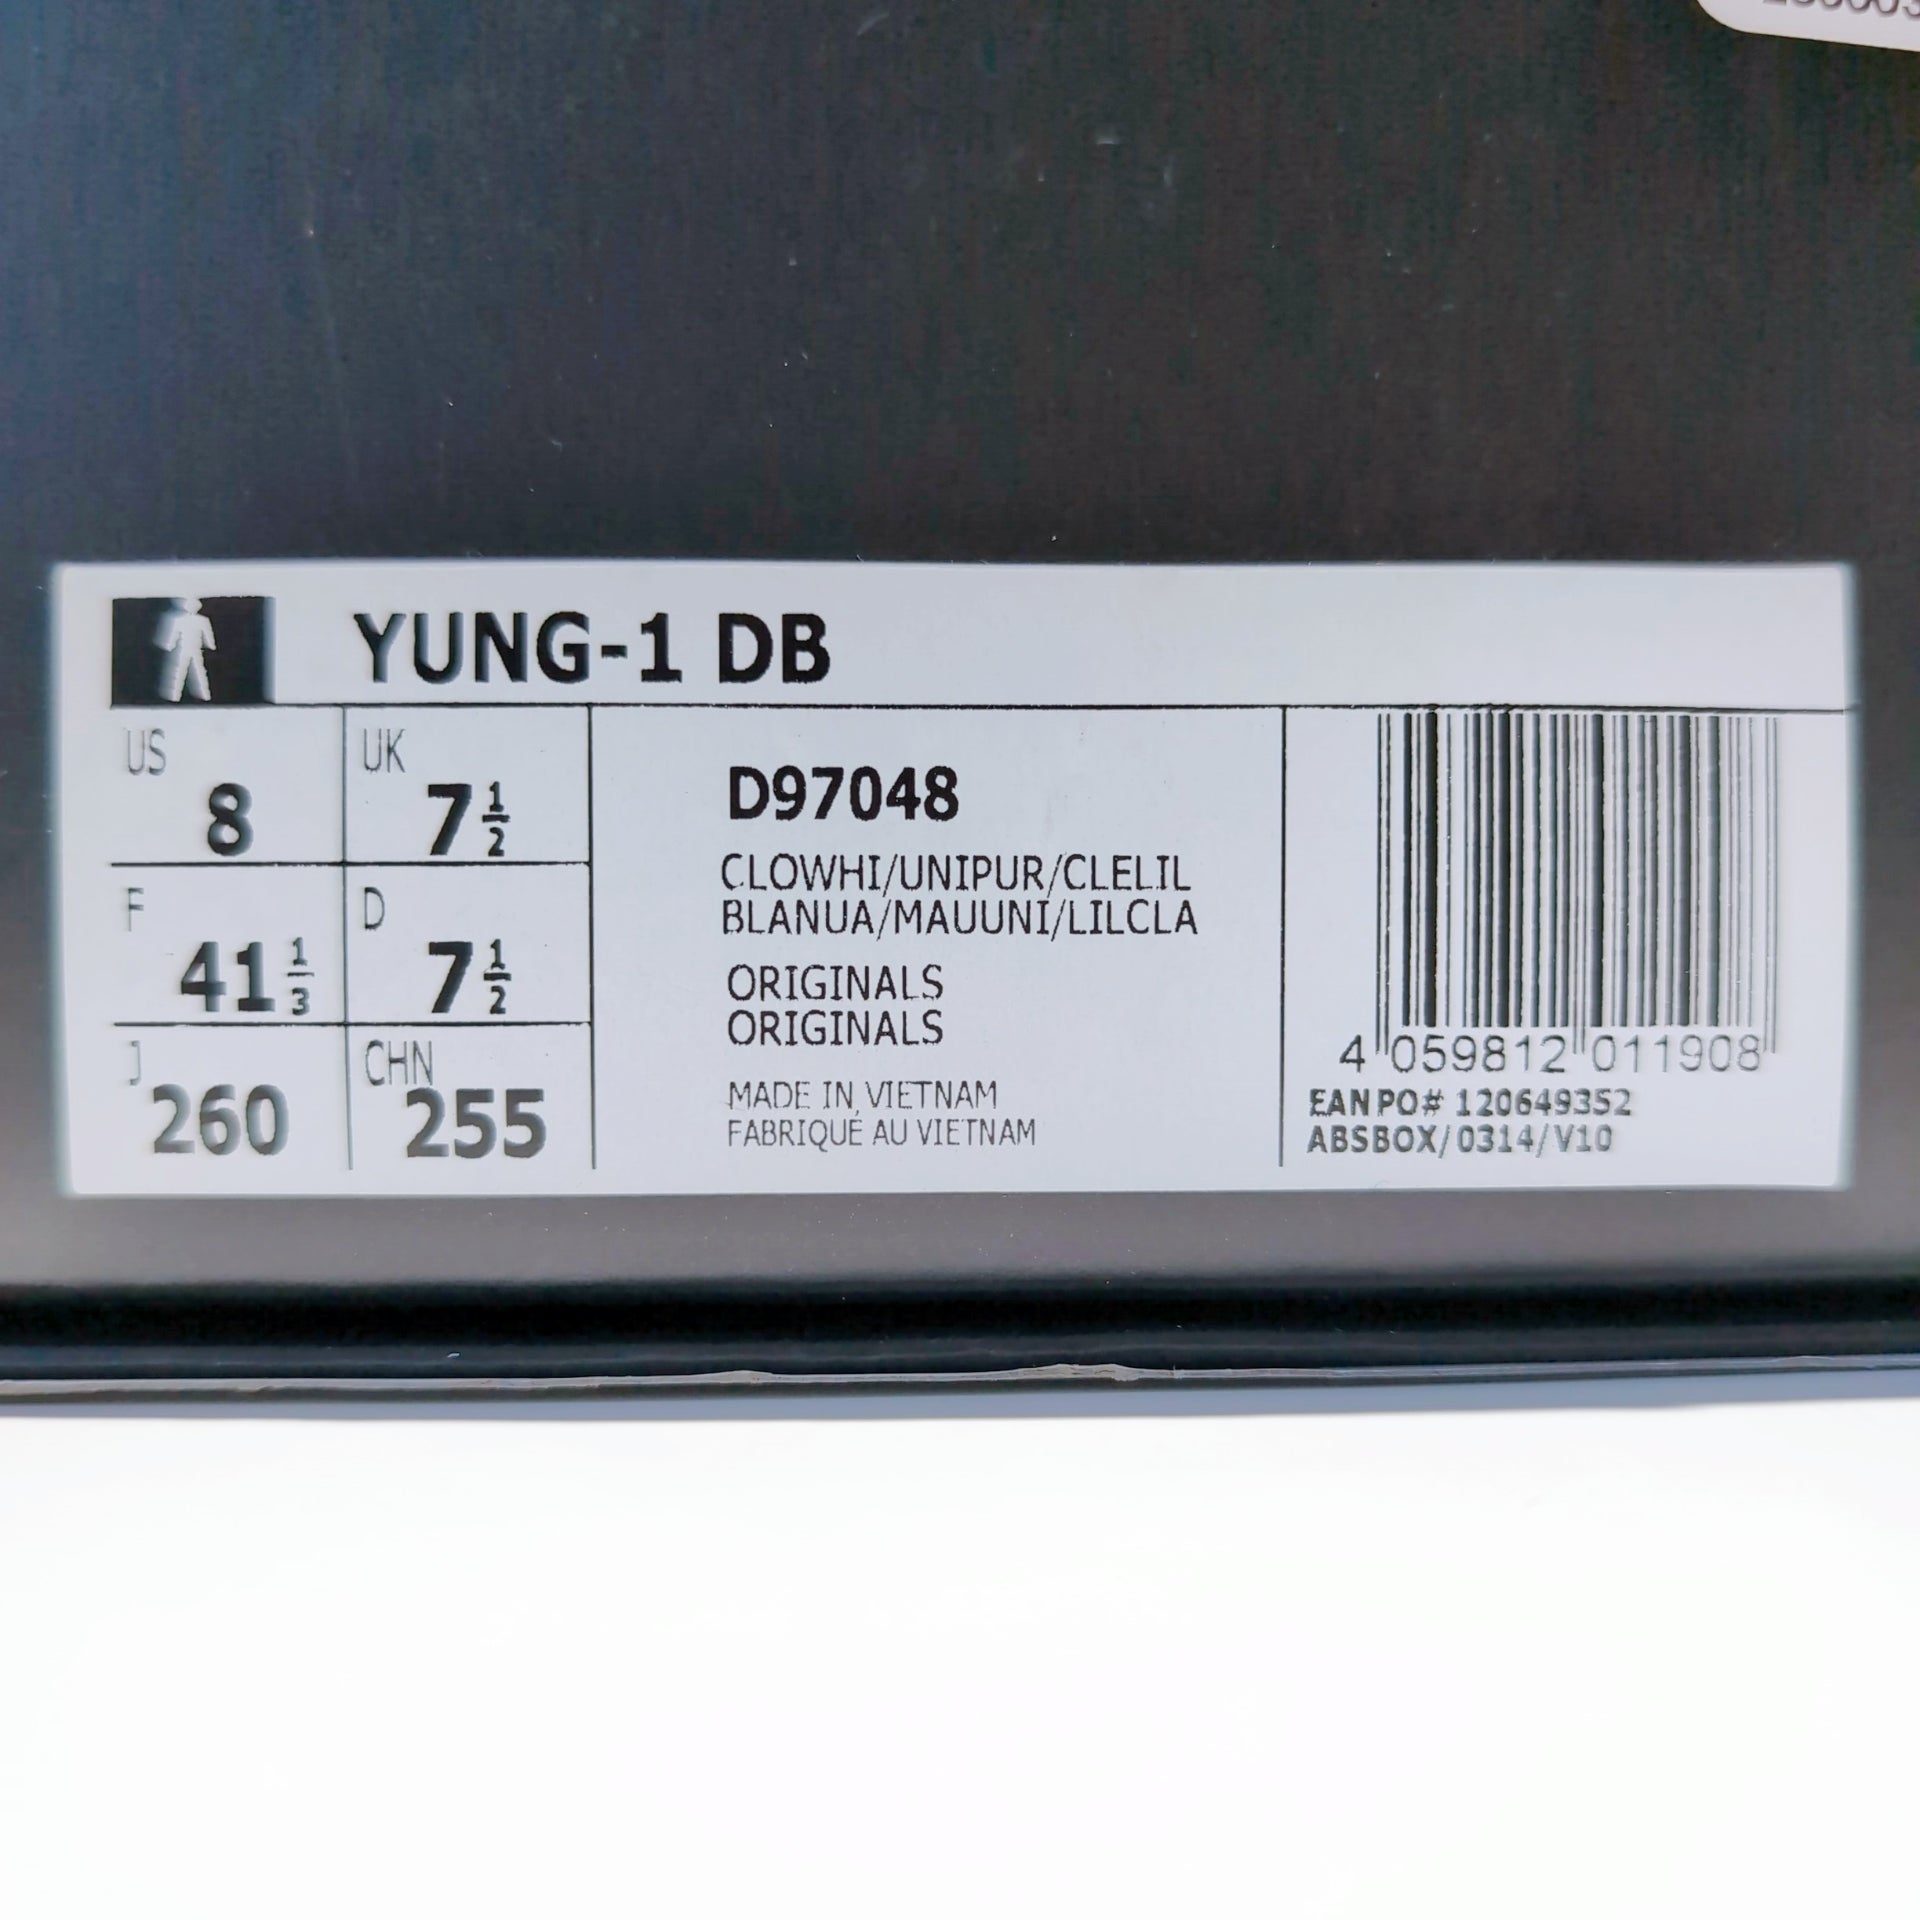 YUNG-1 DB
US 8 UK 7 1/2
F 41 1/3 D 7 1/2
J 260 CHN 255
D97048
CLOWHI/UNIPUR/CLELIL
BLANUA/MAUUNI/LILCLA
ORIGINALS
ORIGINALS
MADE IN VIETNAM
FABRIQUÉ AU VIETNAM
4 059812 011908
EAN PO# 120649352
ABSBOX/0314/V10